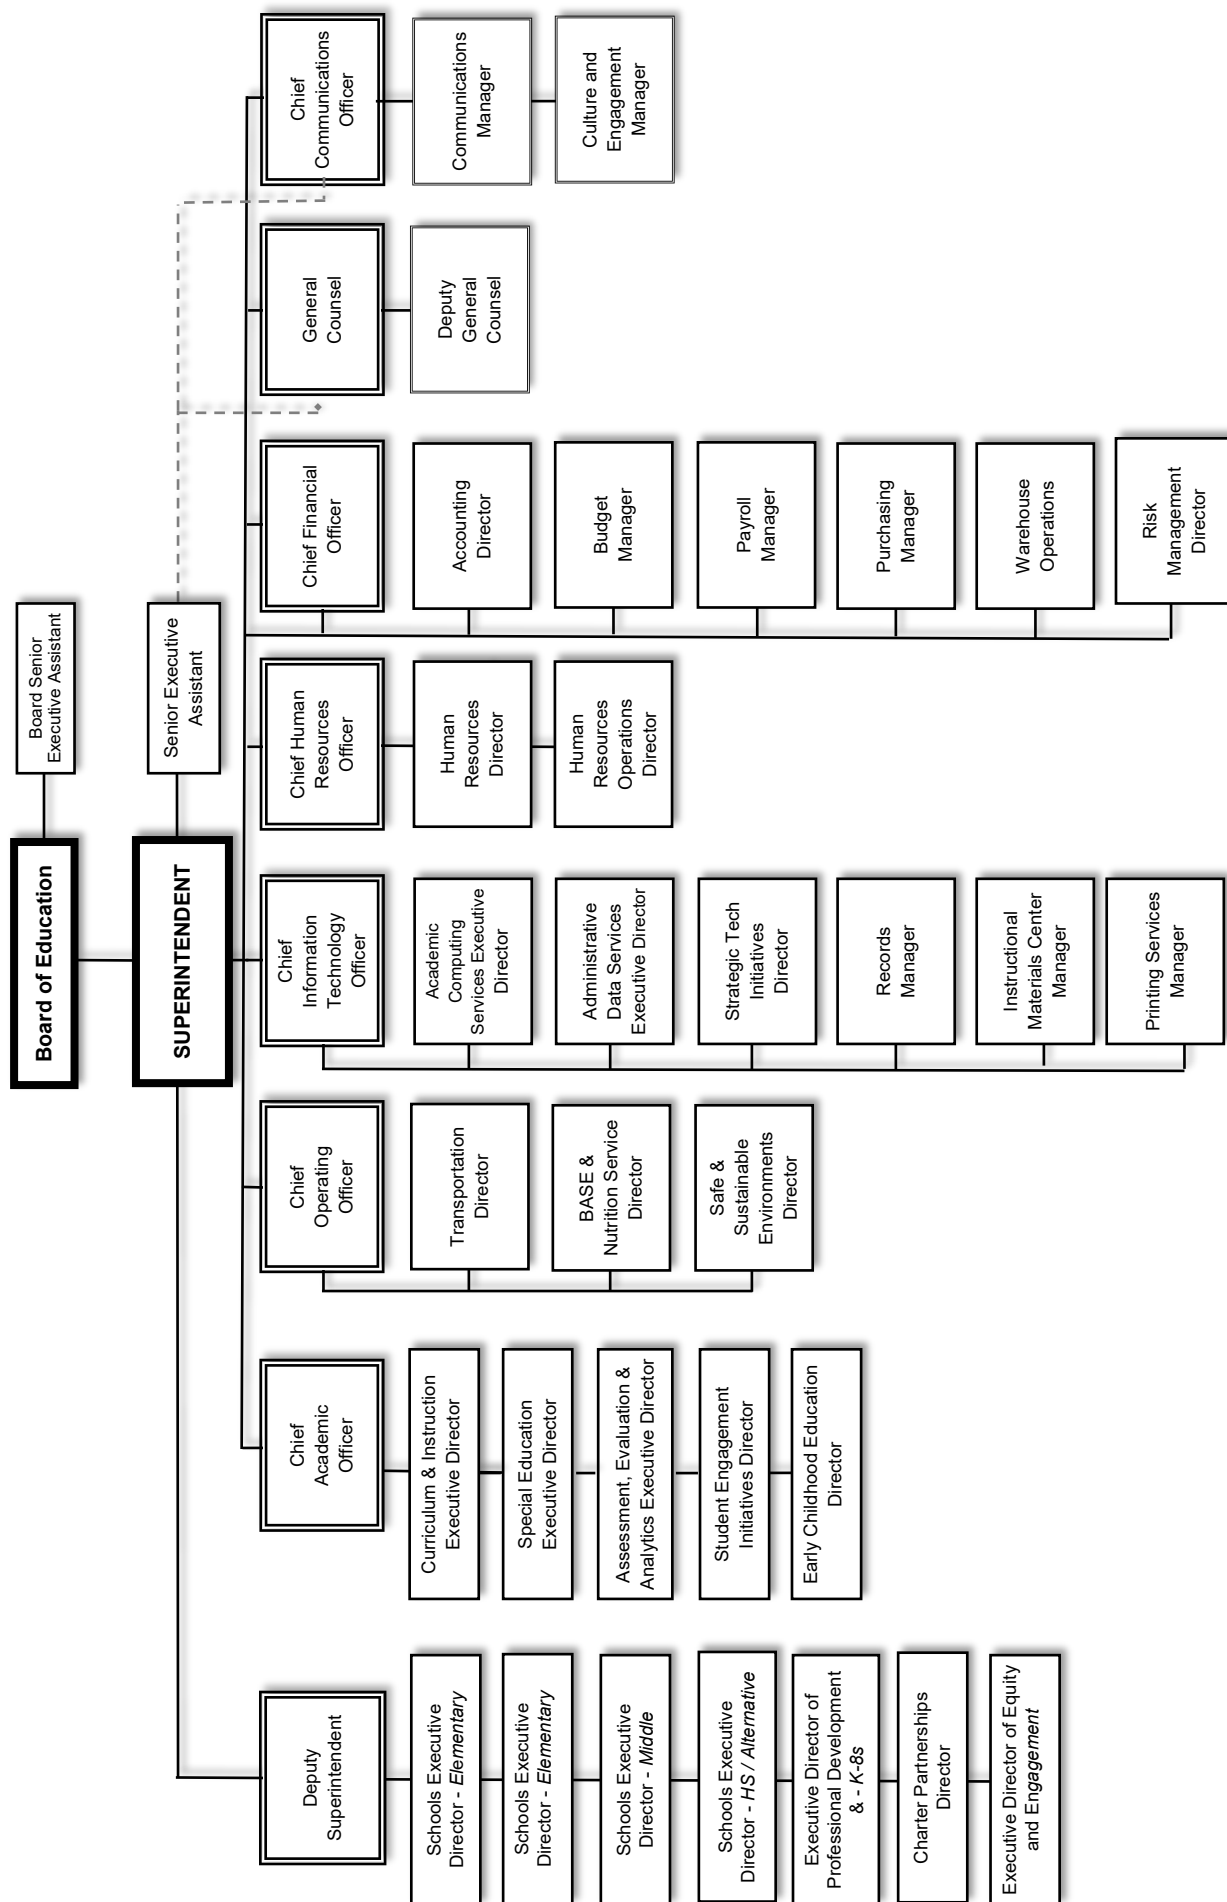 Board of Education
Board Senior
Executive Assistant
SUPERINTENDENT
Senior Executive
Assistant
Deputy
Superintendent
Schools Executive
Director - Elementary
Schools Executive
Director - Elementary
Schools Executive
Director - Middle
Schools Executive
Director - HS / Alternative
Executive Director of
Professional Development
& - K-8s
Charter Partnerships
Director
Executive Director of Equity
and Engagement
Chief
Academic
Officer
Curriculum & Instruction
Executive Director
Special Education
Executive Director
Assessment, Evaluation &
Analytics Executive Director
Student Engagement
Initiatives Director
Early Childhood Education
Director
Chief
Operating
Officer
Transportation
Director
BASE &
Nutrition Service
Director
Safe &
Sustainable
Environments
Director
Chief
Information
Technology
Officer
Academic
Computing
Services Executive
Director
Administrative
Data Services
Executive Director
Strategic Tech
Initiatives
Director
Records
Manager
Instructional
Materials Center
Manager
Printing Services
Manager
Chief Human
Resources
Officer
Human
Resources
Director
Human
Resources
Operations
Director
Chief Financial
Officer
Accounting
Director
Budget
Manager
Payroll
Manager
Purchasing
Manager
Warehouse
Operations
Risk
Management
Director
General
Counsel
Deputy
General
Counsel
Chief
Communications
Officer
Communications
Manager
Culture and
Engagement
Manager